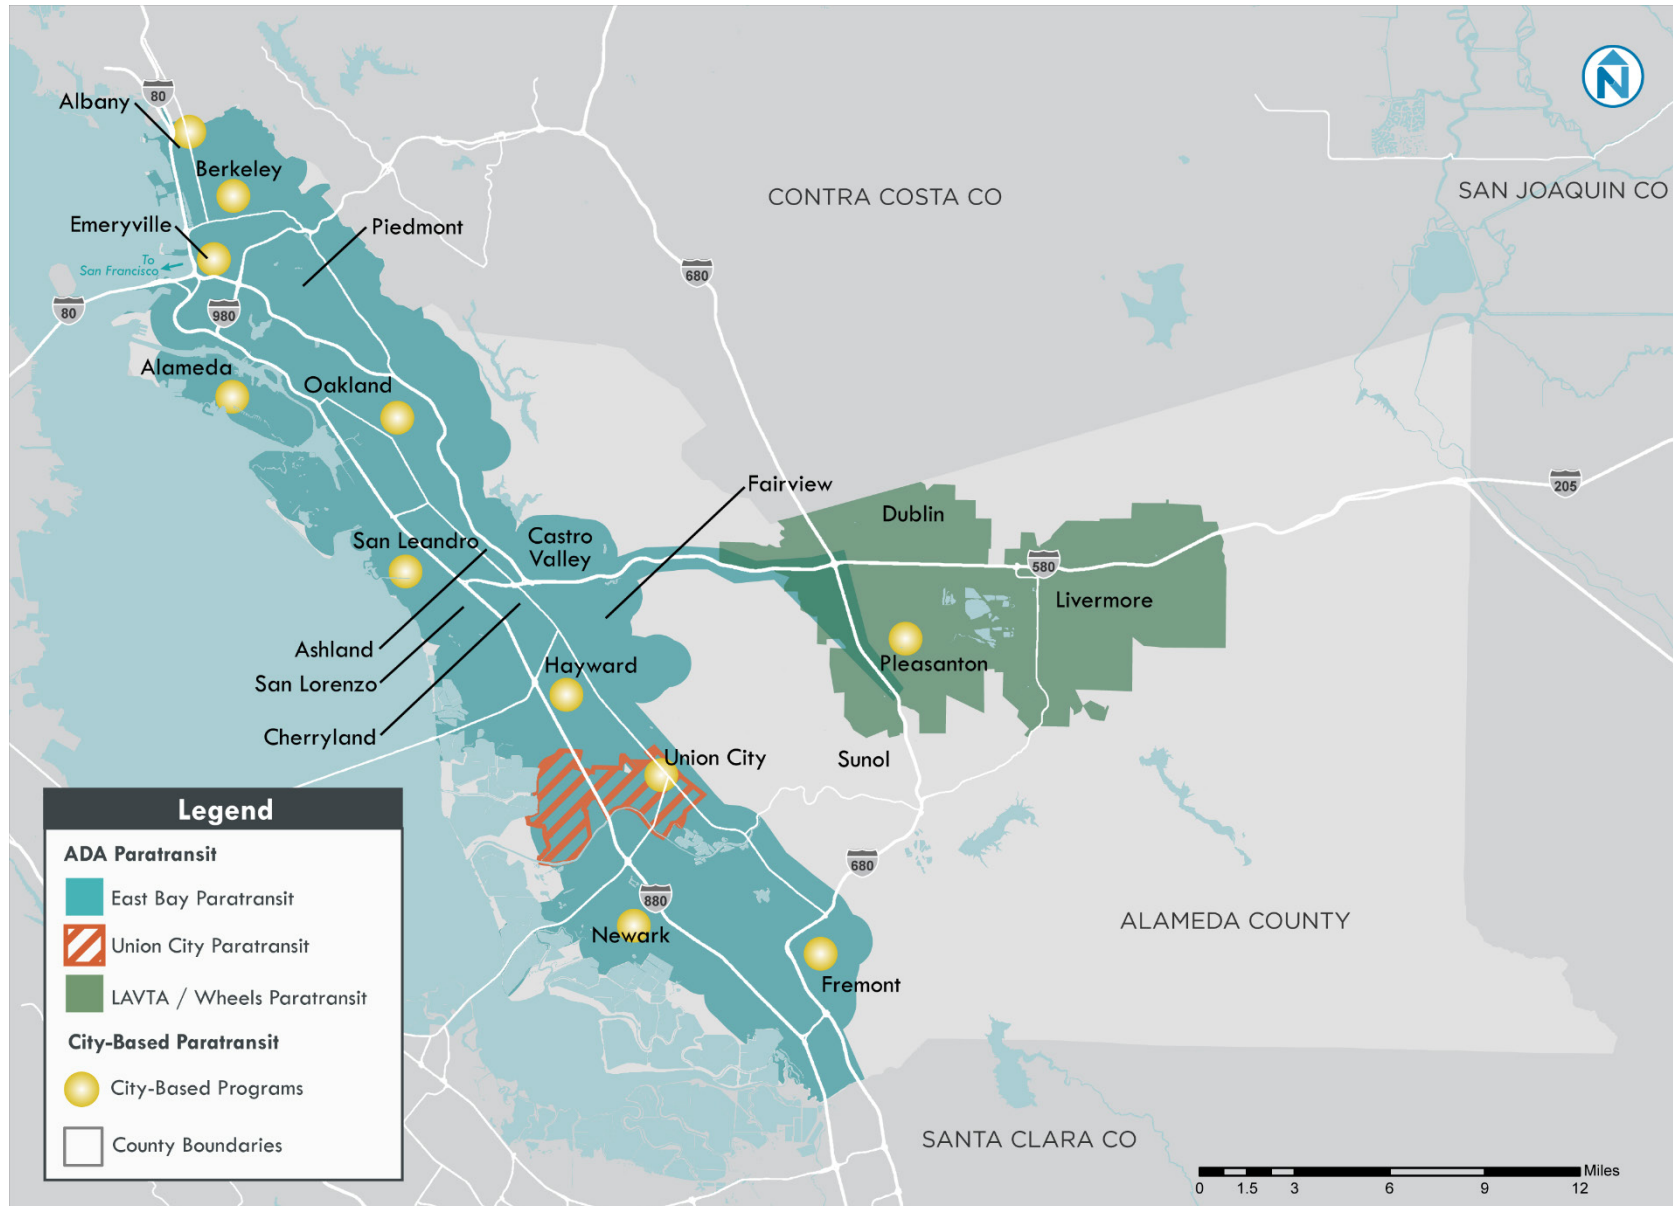 N
80
Albany
Berkeley
CONTRA COSTA CO
SAN JOAQUIN CO
Emeryville
Piedmont
To
San Francisco
680
80
980
Alameda
Oakland
Fairview
205
Dublin
San Leandro
Castro
Valley
580
Livermore
Ashland
Pleasanton
San Lorenzo
Hayward
Cherryland
Union City
Sunol
680
880
Newark
ALAMEDA COUNTY
Fremont
SANTA CLARA CO
Legend
ADA Paratransit
East Bay Paratransit
Union City Paratransit
LAVTA / Wheels Paratransit
City-Based Paratransit
City-Based Programs
County Boundaries
Miles
0 1.5 3 6 9 12